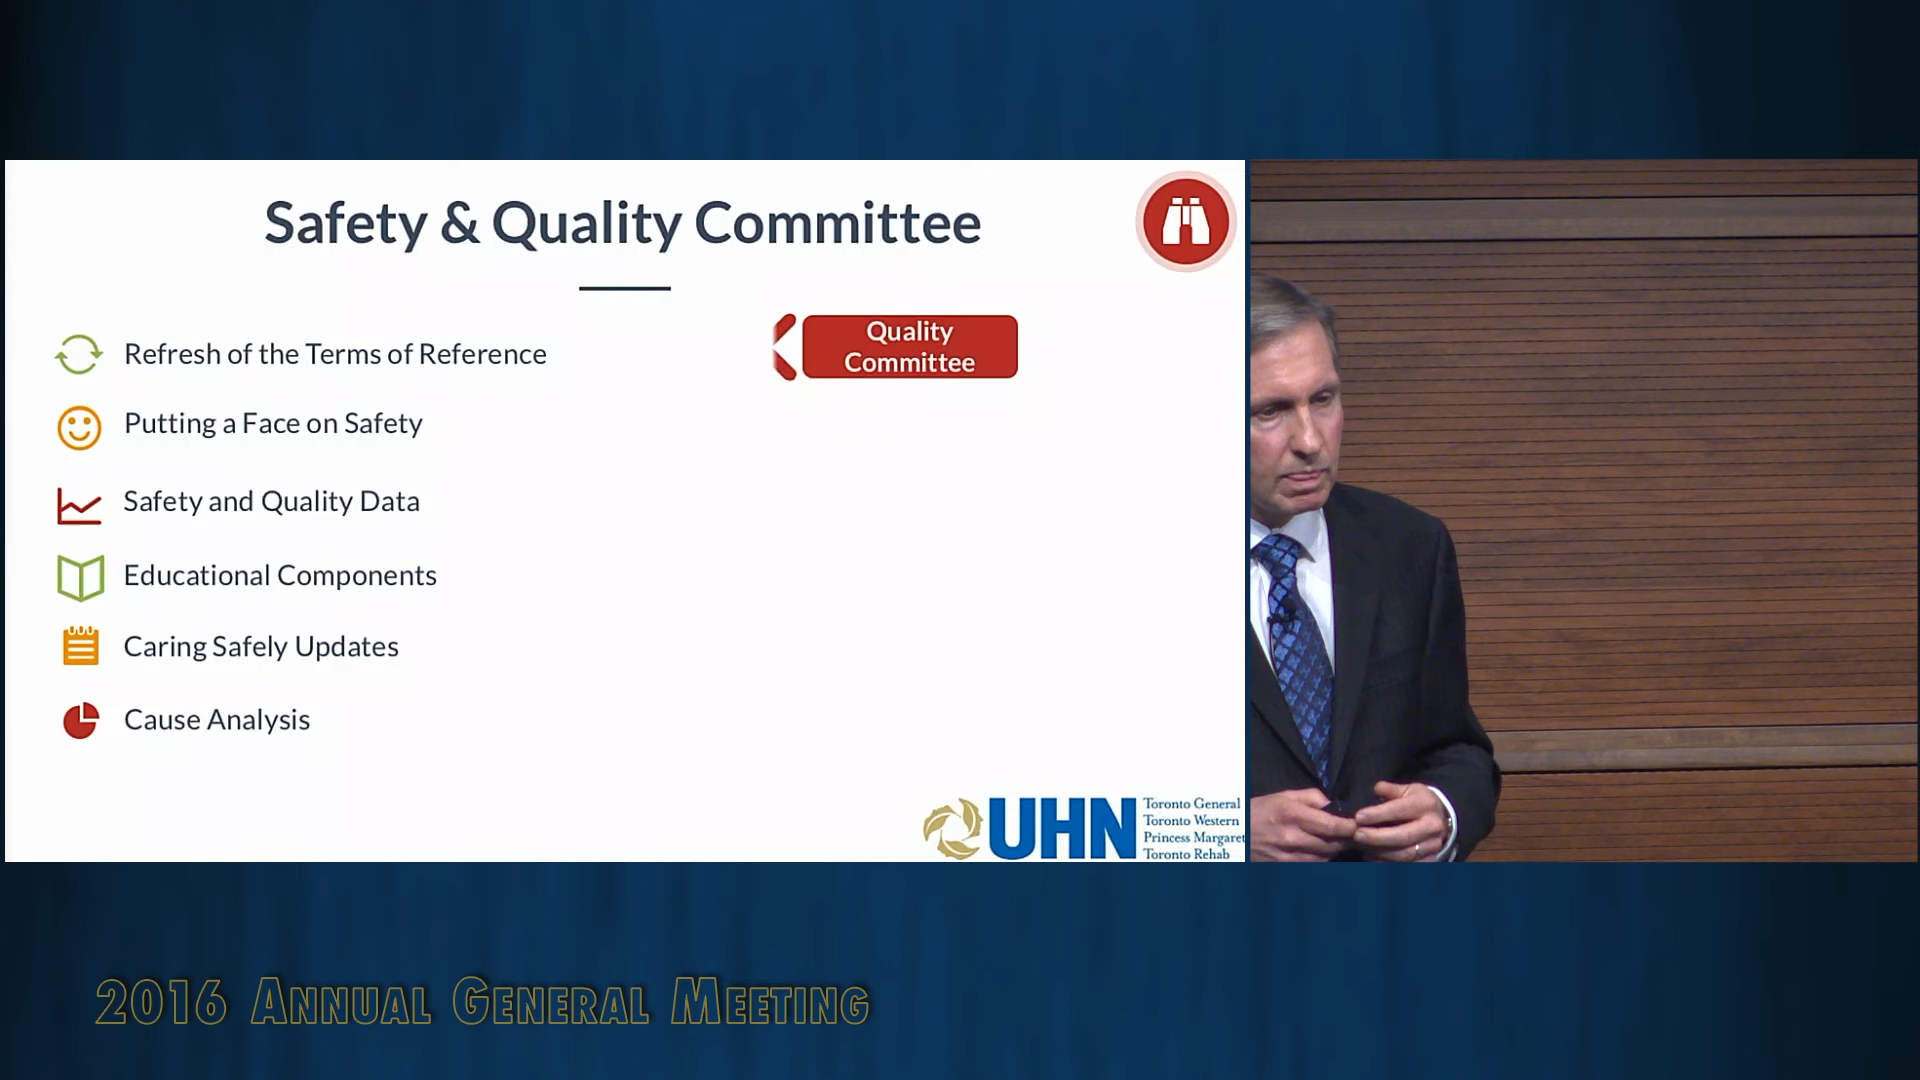 Safety & Quality Committee
Quality
Committee
Refresh of the Terms of Reference
Putting a Face on Safety
Safety and Quality Data
Educational Components
Caring Safely Updates
Cause Analysis
UHN
Toronto General
Toronto Western
Princess Margaret
Toronto Rehab
2016 ANNUAL GENERAL MEETING